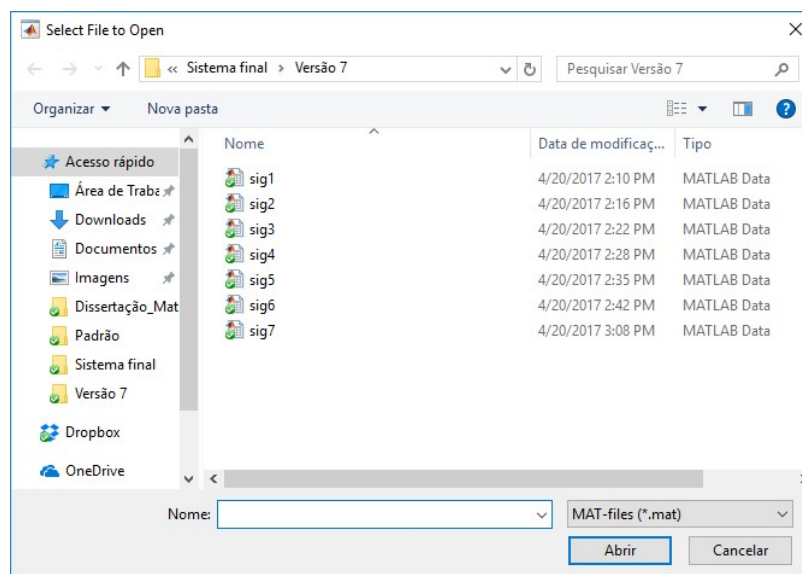 Select File to Open
« Sistema final > Versão 7
Pesquisar Versão 7
Organizar
Nova pasta
Nome
Data de modificaç...
Tipo
Acesso rápido
Área de Traba
Downloads
Documentos
Imagens
Dissertação_Mat
Padrão
Sistema final
Versão 7
Dropbox
OneDrive
sig1 4/20/2017 2:10 PM MATLAB Data
sig2 4/20/2017 2:16 PM MATLAB Data
sig3 4/20/2017 2:22 PM MATLAB Data
sig4 4/20/2017 2:28 PM MATLAB Data
sig5 4/20/2017 2:35 PM MATLAB Data
sig6 4/20/2017 2:42 PM MATLAB Data
sig7 4/20/2017 3:08 PM MATLAB Data
Nome:
MAT-files (*.mat)
Abrir
Cancelar